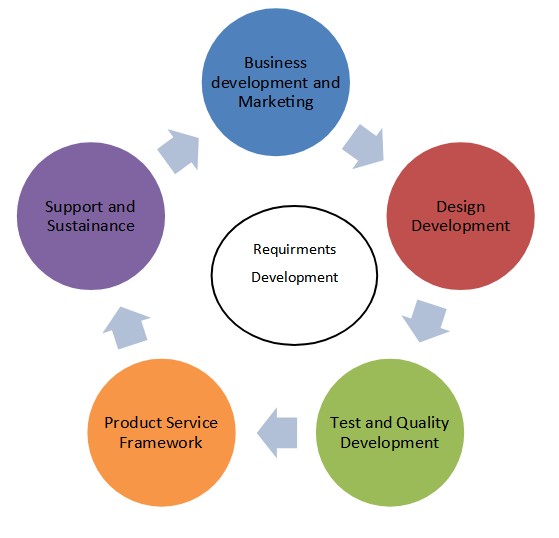 Business
development and
Marketing
Design
Development
Test and Quality
Development
Product Service
Framework
Support and
Sustainance
Requirments
Development